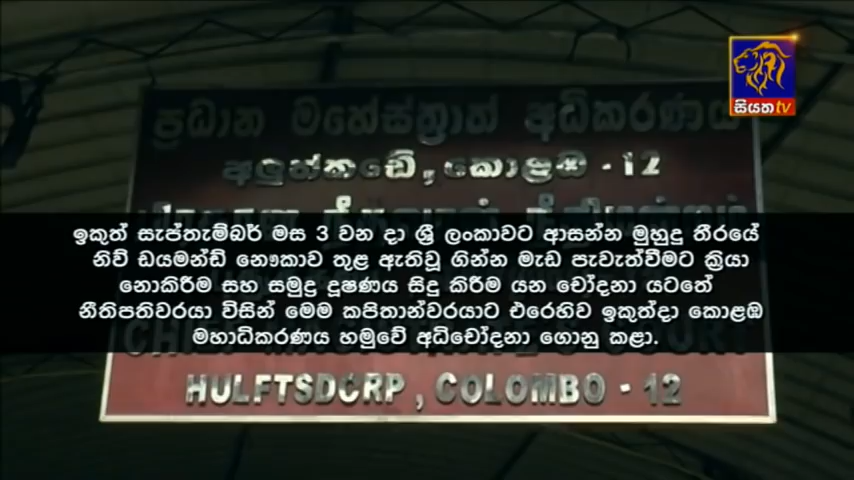 සියත tv
ප්‍රධාන මහේස්ත්‍රාත් අධිකරණය
අලුත්කඩේ, කොළඹ - 12
ඉකුත් සැප්තැම්බර් මස 3 වන දා ශ්‍රී ලංකාවට ආසන්න මුහුදු තීරයේ
නිව් ඩයමන්ඩ් නෞකාව තුළ ඇතිවූ ගින්න මැඩ පැවැත්වීමට ක්‍රියා
නොකිරීම සහ සමුද්‍ර දූෂණය සිදු කිරීම යන චෝදනා යටතේ
නීතිපතිවරයා විසින් මෙම කපිතාන්වරයාට එරෙහිව ඉකුත්දා කොළඹ
මහාධිකරණය හමුවේ අධිචෝදනා ගොනු කළා.
HULFTSDORP, COLOMBO - 12